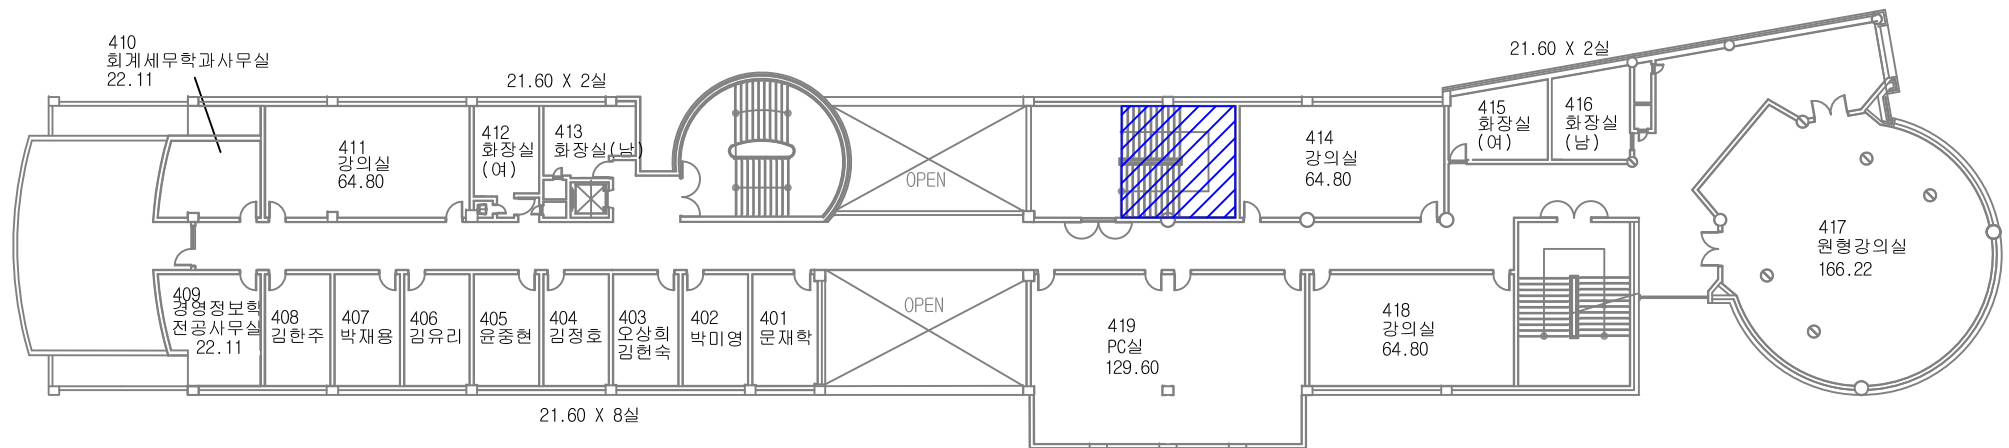 410
회계세무학과사무실
22.11
21.60 X 2실
21.60 X 2실
411
강의실
64.80
412
화장실
(여)
413
화장실(남)
OPEN
414
강의실
64.80
415
화장실
(여)
416
화장실
(남)
417
원형강의실
166.22
409
경영정보학
전공사무실
22.11
408
김한주
407
박재용
406
김유리
405
윤중현
404
김정호
403
오상희
김헌숙
402
박미영
401
문재학
OPEN
419
PC실
129.60
418
강의실
64.80
21.60 X 8실